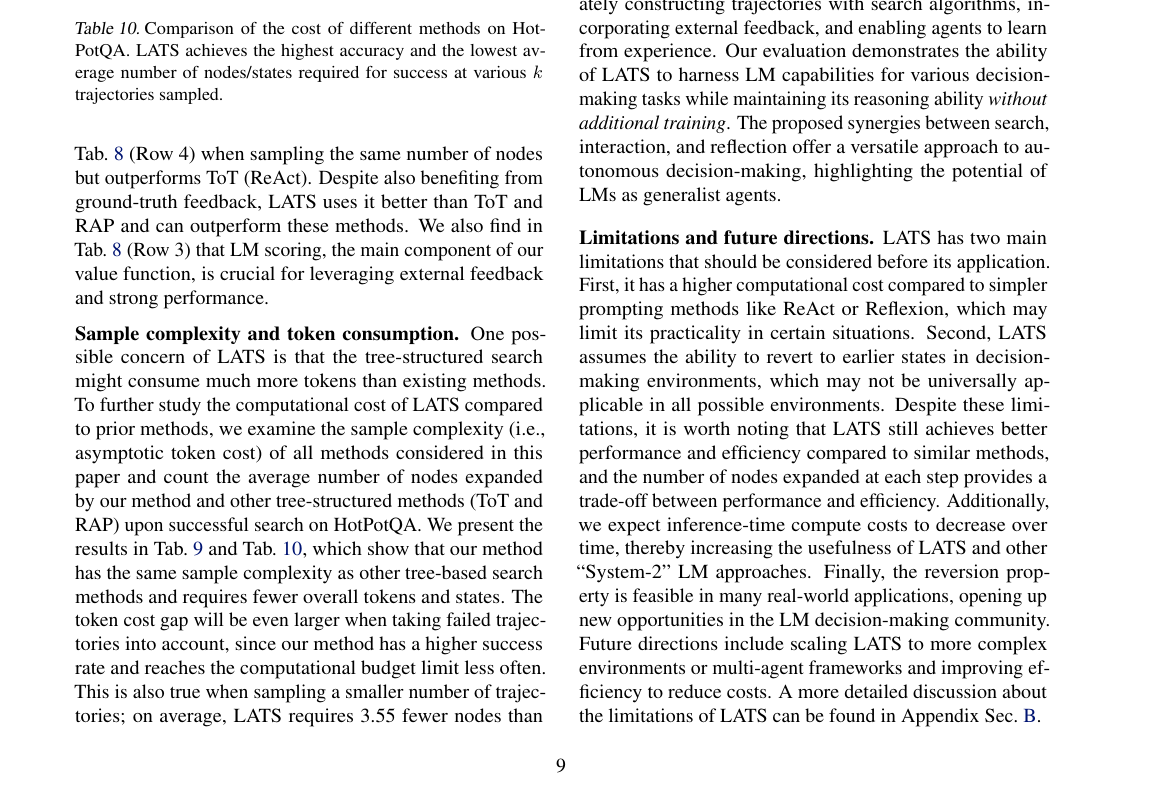 Table 10. Comparison of the cost of different methods on Hot-
PotQA. LATS achieves the highest accuracy and the lowest av-
erage number of nodes/states required for success at various k
trajectories sampled.
Tab. 8 (Row 4) when sampling the same number of nodes
but outperforms ToT (ReAct). Despite also benefiting from
ground-truth feedback, LATS uses it better than ToT and
RAP and can outperform these methods. We also find in
Tab. 8 (Row 3) that LM scoring, the main component of our
value function, is crucial for leveraging external feedback
and strong performance.
Sample complexity and token consumption. One pos-
sible concern of LATS is that the tree-structured search
might consume much more tokens than existing methods.
To further study the computational cost of LATS compared
to prior methods, we examine the sample complexity (i.e.,
asymptotic token cost) of all methods considered in this
paper and count the average number of nodes expanded
by our method and other tree-structured methods (ToT and
RAP) upon successful search on HotPotQA. We present the
results in Tab. 9 and Tab. 10, which show that our method
has the same sample complexity as other tree-based search
methods and requires fewer overall tokens and states. The
token cost gap will be even larger when taking failed trajec-
tories into account, since our method has a higher success
rate and reaches the computational budget limit less often.
This is also true when sampling a smaller number of trajec-
tories; on average, LATS requires 3.55 fewer nodes than
ately constructing trajectories with search algorithms, in-
corporating external feedback, and enabling agents to learn
from experience. Our evaluation demonstrates the ability
of LATS to harness LM capabilities for various decision-
making tasks while maintaining its reasoning ability without
additional training. The proposed synergies between search,
interaction, and reflection offer a versatile approach to au-
tonomous decision-making, highlighting the potential of
LMs as generalist agents.
Limitations and future directions. LATS has two main
limitations that should be considered before its application.
First, it has a higher computational cost compared to simpler
prompting methods like ReAct or Reflexion, which may
limit its practicality in certain situations. Second, LATS
assumes the ability to revert to earlier states in decision-
making environments, which may not be universally ap-
plicable in all possible environments. Despite these limi-
tations, it is worth noting that LATS still achieves better
performance and efficiency compared to similar methods,
and the number of nodes expanded at each step provides a
trade-off between performance and efficiency. Additionally,
we expect inference-time compute costs to decrease over
time, thereby increasing the usefulness of LATS and other
“System-2” LM approaches. Finally, the reversion prop-
erty is feasible in many real-world applications, opening up
new opportunities in the LM decision-making community.
Future directions include scaling LATS to more complex
environments or multi-agent frameworks and improving ef-
ficiency to reduce costs. A more detailed discussion about
the limitations of LATS can be found in Appendix Sec. B.
9